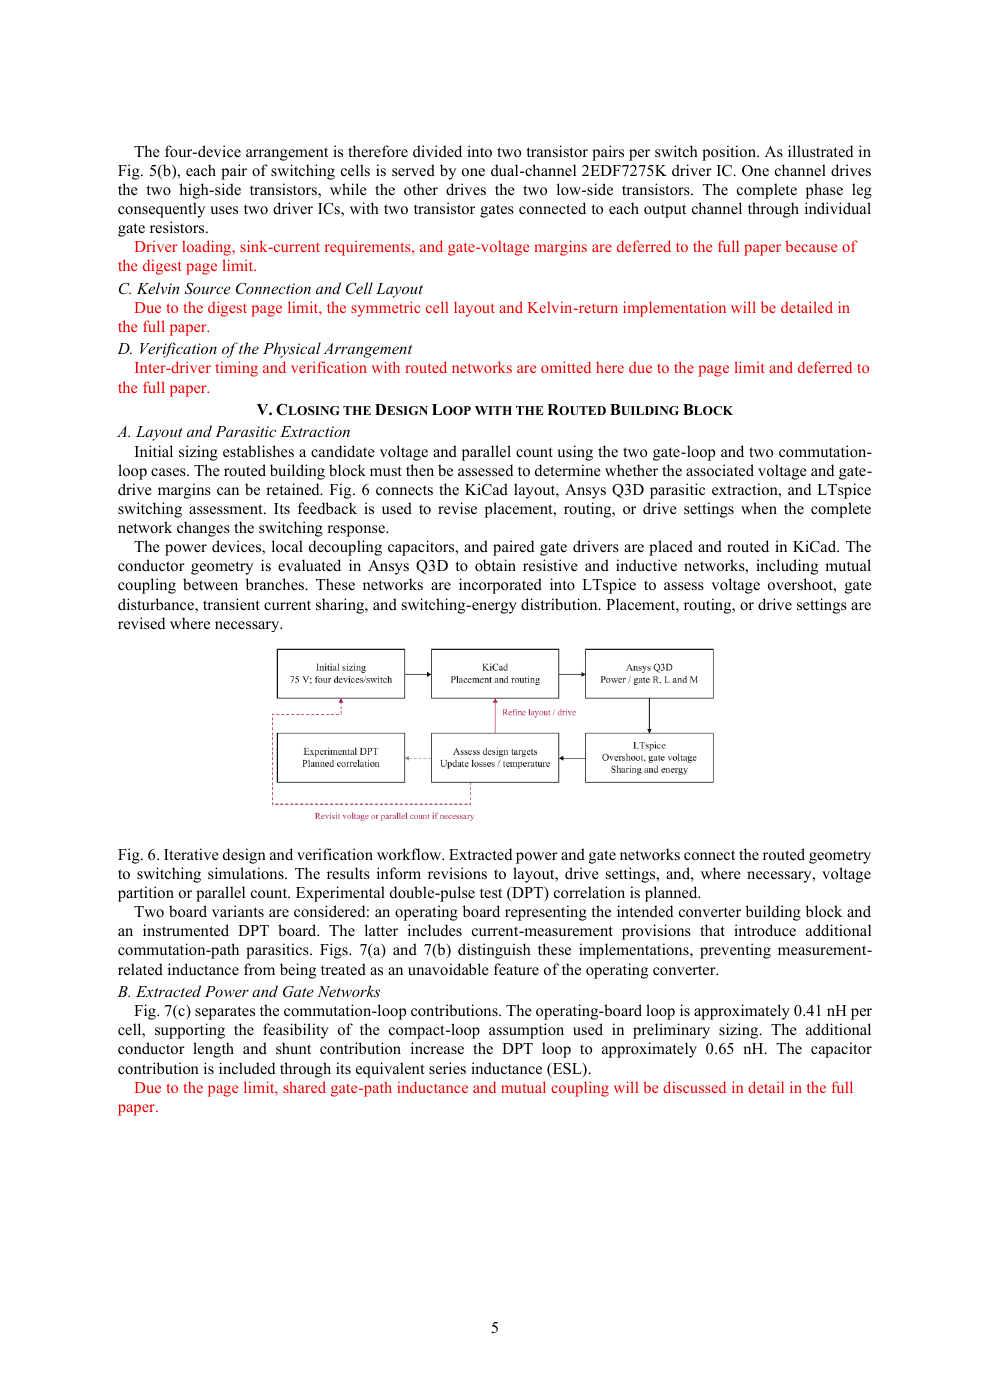 The four-device arrangement is therefore divided into two transistor pairs per switch position. As illustrated in
Fig. 5(b), each pair of switching cells is served by one dual-channel 2EDF7275K driver IC. One channel drives
the two high-side transistors, while the other drives the two low-side transistors. The complete phase leg
consequently uses two driver ICs, with two transistor gates connected to each output channel through individual
gate resistors.
Driver loading, sink-current requirements, and gate-voltage margins are deferred to the full paper because of
the digest page limit.
C. Kelvin Source Connection and Cell Layout
Due to the digest page limit, the symmetric cell layout and Kelvin-return implementation will be detailed in
the full paper.
D. Verification of the Physical Arrangement
Inter-driver timing and verification with routed networks are omitted here due to the page limit and deferred to
the full paper.
V. CLOSING THE DESIGN LOOP WITH THE ROUTED BUILDING BLOCK
A. Layout and Parasitic Extraction
Initial sizing establishes a candidate voltage and parallel count using the two gate-loop and two commutation-
loop cases. The routed building block must then be assessed to determine whether the associated voltage and gate-
drive margins can be retained. Fig. 6 connects the KiCad layout, Ansys Q3D parasitic extraction, and LTspice
switching assessment. Its feedback is used to revise placement, routing, or drive settings when the complete
network changes the switching response.
The power devices, local decoupling capacitors, and paired gate drivers are placed and routed in KiCad. The
conductor geometry is evaluated in Ansys Q3D to obtain resistive and inductive networks, including mutual
coupling between branches. These networks are incorporated into LTspice to assess voltage overshoot, gate
disturbance, transient current sharing, and switching-energy distribution. Placement, routing, or drive settings are
revised where necessary.
Initial sizing
75 V; four devices/switch
KiCad
Placement and routing
Ansys Q3D
Power / gate R, L and M
Refine layout / drive
Experimental DPT
Planned correlation
Assess design targets
Update losses / temperature
LTspice
Overshoot, gate voltage
Sharing and energy
Revisit voltage or parallel count if necessary
Fig. 6. Iterative design and verification workflow. Extracted power and gate networks connect the routed geometry
to switching simulations. The results inform revisions to layout, drive settings, and, where necessary, voltage
partition or parallel count. Experimental double-pulse test (DPT) correlation is planned.
Two board variants are considered: an operating board representing the intended converter building block and
an instrumented DPT board. The latter includes current-measurement provisions that introduce additional
commutation-path parasitics. Figs. 7(a) and 7(b) distinguish these implementations, preventing measurement-
related inductance from being treated as an unavoidable feature of the operating converter.
B. Extracted Power and Gate Networks
Fig. 7(c) separates the commutation-loop contributions. The operating-board loop is approximately 0.41 nH per
cell, supporting the feasibility of the compact-loop assumption used in preliminary sizing. The additional
conductor length and shunt contribution increase the DPT loop to approximately 0.65 nH. The capacitor
contribution is included through its equivalent series inductance (ESL).
Due to the page limit, shared gate-path inductance and mutual coupling will be discussed in detail in the full
paper.
5